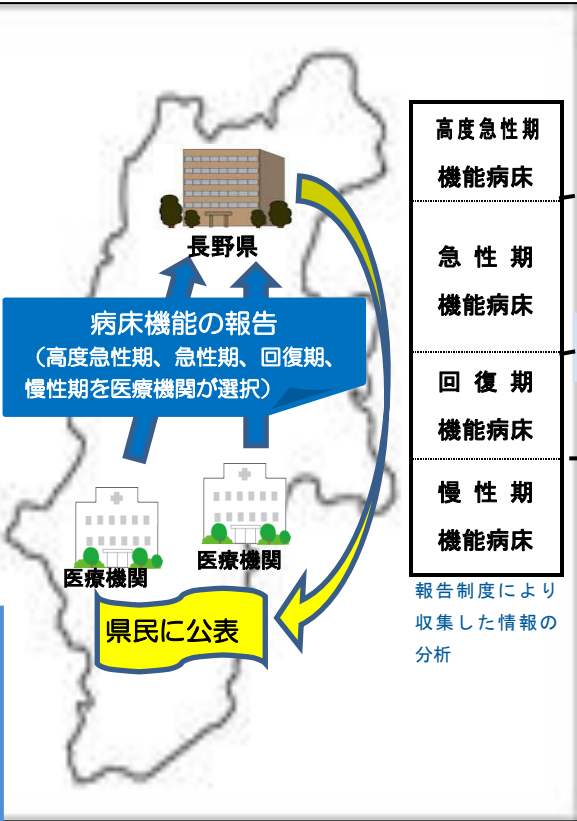 長野県
病床機能の報告
（高度急性期、急性期、回復期、
慢性期を医療機関が選択）
医療機関
医療機関
県民に公表
高度急性期
機能病床
急性期
機能病床
回復期
機能病床
慢性期
機能病床
報告制度により
収集した情報の
分析